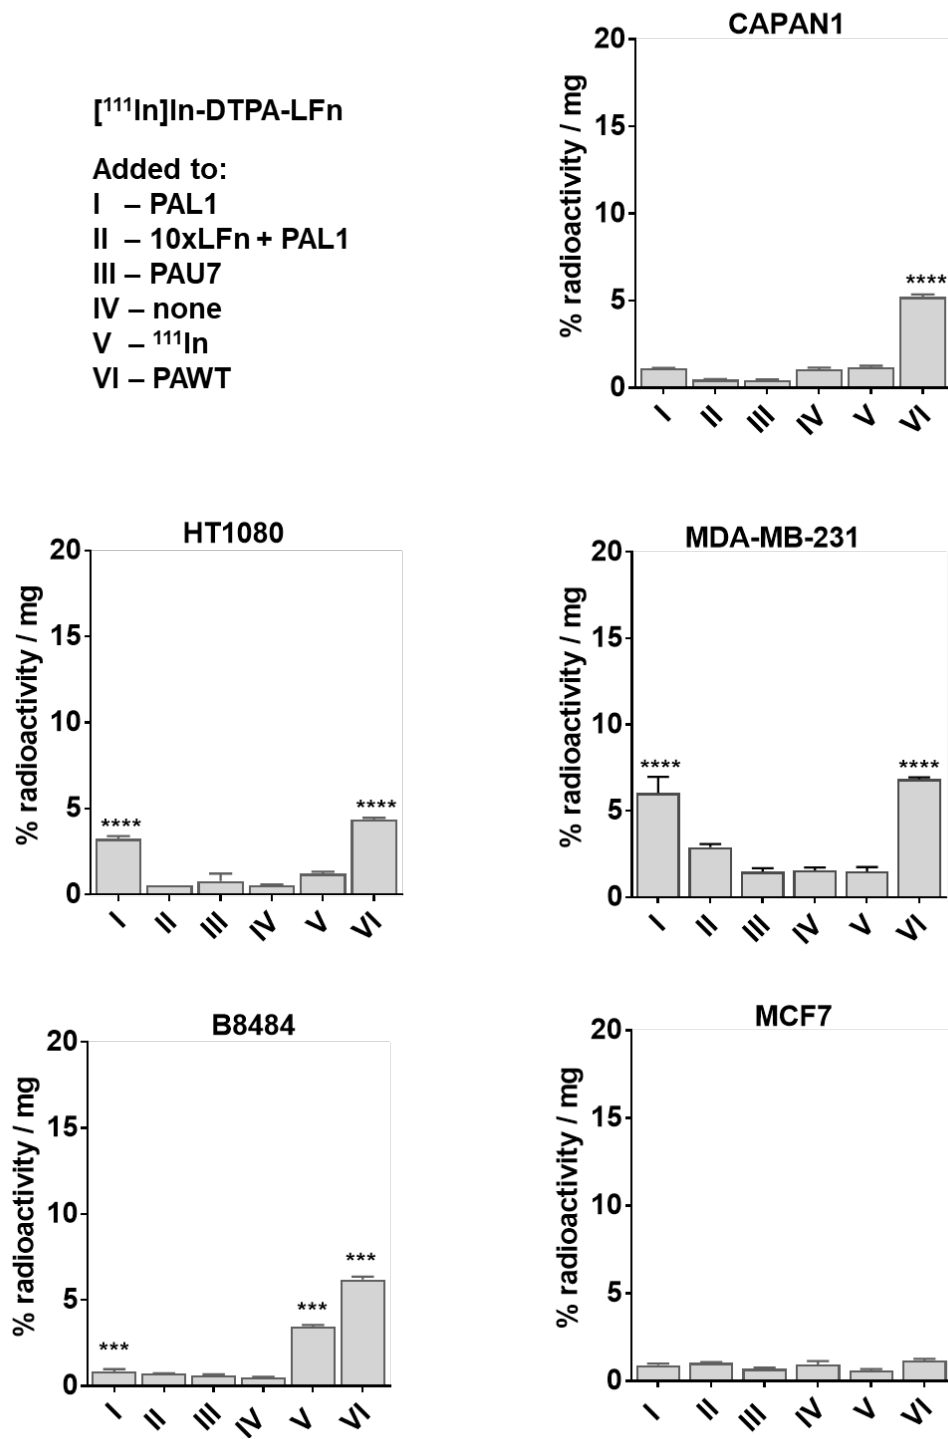 [¹¹¹In]In-DTPA-LFn
Added to:
I – PAL1
II – 10xLFn + PAL1
III – PAU7
IV – none
V – ¹¹¹In
VI – PAWT
CAPAN1
% radioactivity / mg
20
15
10
5
0
****
I II III IV V VI
HT1080
% radioactivity / mg
20
15
10
5
0
**** ****
I II III IV V VI
MDA-MB-231
% radioactivity / mg
20
15
10
5
0
**** ****
I II III IV V VI
B8484
% radioactivity / mg
20
15
10
5
0
*** *** ***
I II III IV V VI
MCF7
% radioactivity / mg
20
15
10
5
0
I II III IV V VI